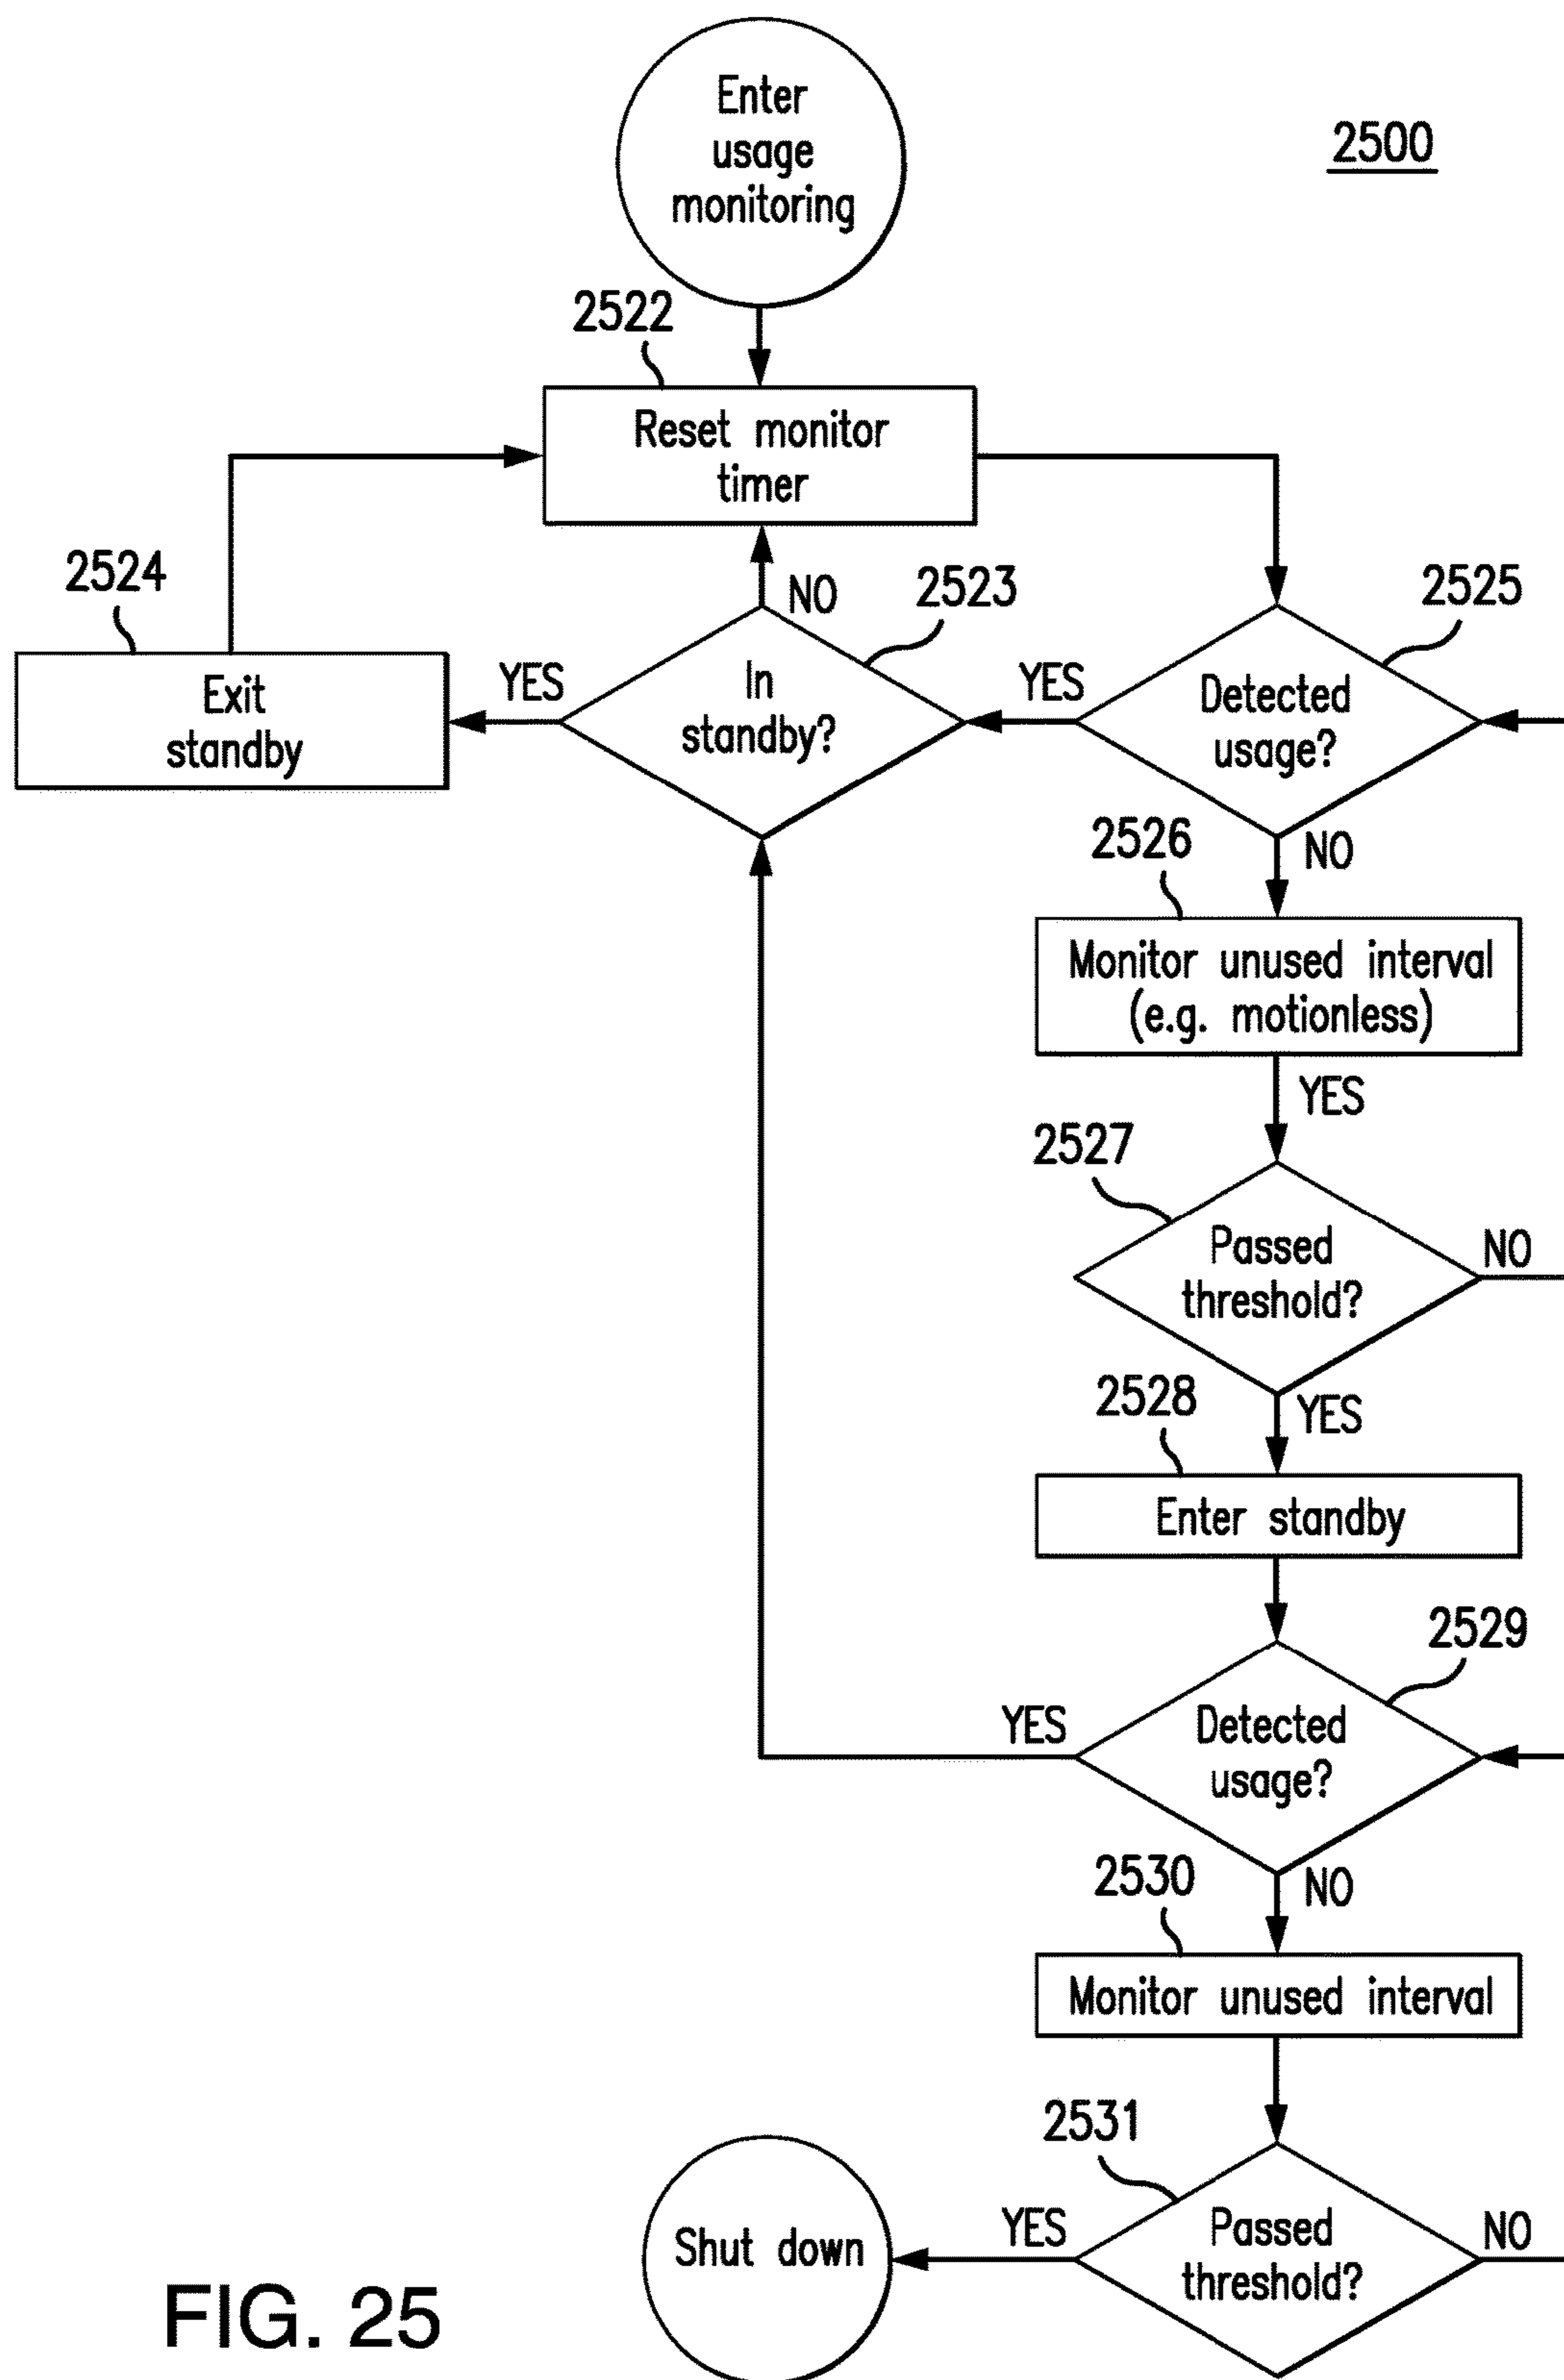 Enter
usage
monitoring
2500
2522
Reset monitor
timer
2524
NO
2523
2525
Exit
standby
YES
In
standby?
YES
Detected
usage?
2526
NO
Monitor unused interval
(e.g. motionless)
YES
2527
Passed
threshold?
NO
2528
YES
Enter standby
2529
YES
Detected
usage?
2530
NO
Monitor unused interval
2531
Shut down
YES
Passed
threshold?
NO
FIG. 25